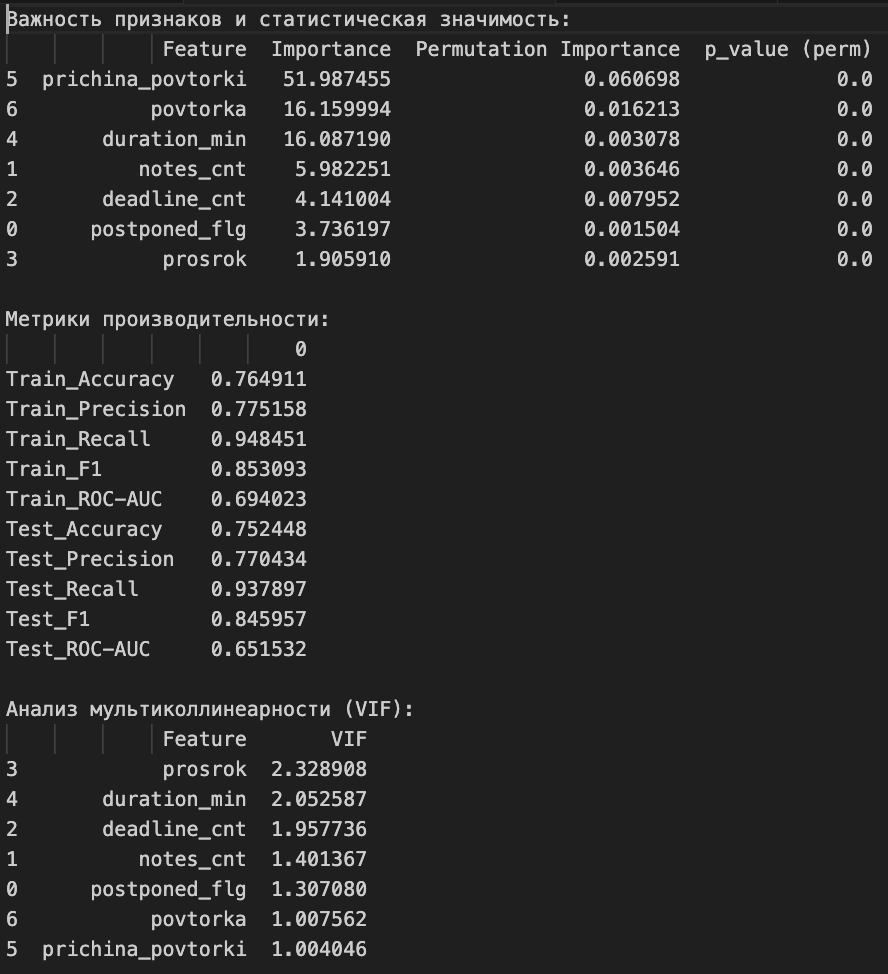 Важность признаков и статистическая значимость:
Feature Importance Permutation Importance p_value (perm)
5 prichina_povtorki 51.987455 0.060698 0.0
6 povtorka 16.159994 0.016213 0.0
4 duration_min 16.087190 0.003078 0.0
1 notes_cnt 5.982251 0.003646 0.0
2 deadline_cnt 4.141004 0.007952 0.0
0 postponed_flg 3.736197 0.001504 0.0
3 prosrok 1.905910 0.002591 0.0
Метрики производительности:
0
Train_Accuracy 0.764911
Train_Precision 0.775158
Train_Recall 0.948451
Train_F1 0.853093
Train_ROC-AUC 0.694023
Test_Accuracy 0.752448
Test_Precision 0.770434
Test_Recall 0.937897
Test_F1 0.845957
Test_ROC-AUC 0.651532
Анализ мультиколлинеарности (VIF):
Feature VIF
3 prosrok 2.328908
4 duration_min 2.052587
2 deadline_cnt 1.957736
1 notes_cnt 1.401367
0 postponed_flg 1.307080
6 povtorka 1.007562
5 prichina_povtorki 1.004046